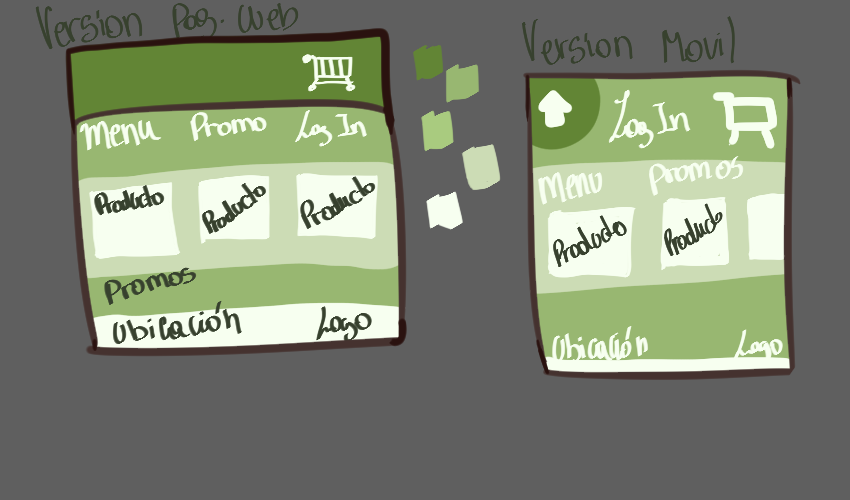 Version Pag. Web
Menu Promo Log In
Producto Producto Producto
Promos
Ubicación Logo
Version Movil
Log In
Menu Promos
Producto Producto
Ubicación Logo